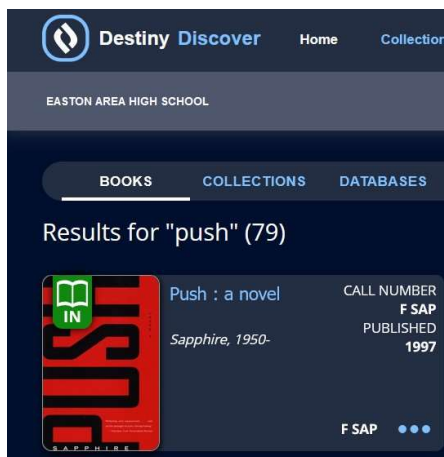 Destiny Discover Home Collection
EASTON AREA HIGH SCHOOL
BOOKS COLLECTIONS DATABASES
Results for "push" (79)
IN
PUSH
SAPPHIRE
Push : a novel
Sapphire, 1950-
CALL NUMBER
F SAP
PUBLISHED
1997
F SAP